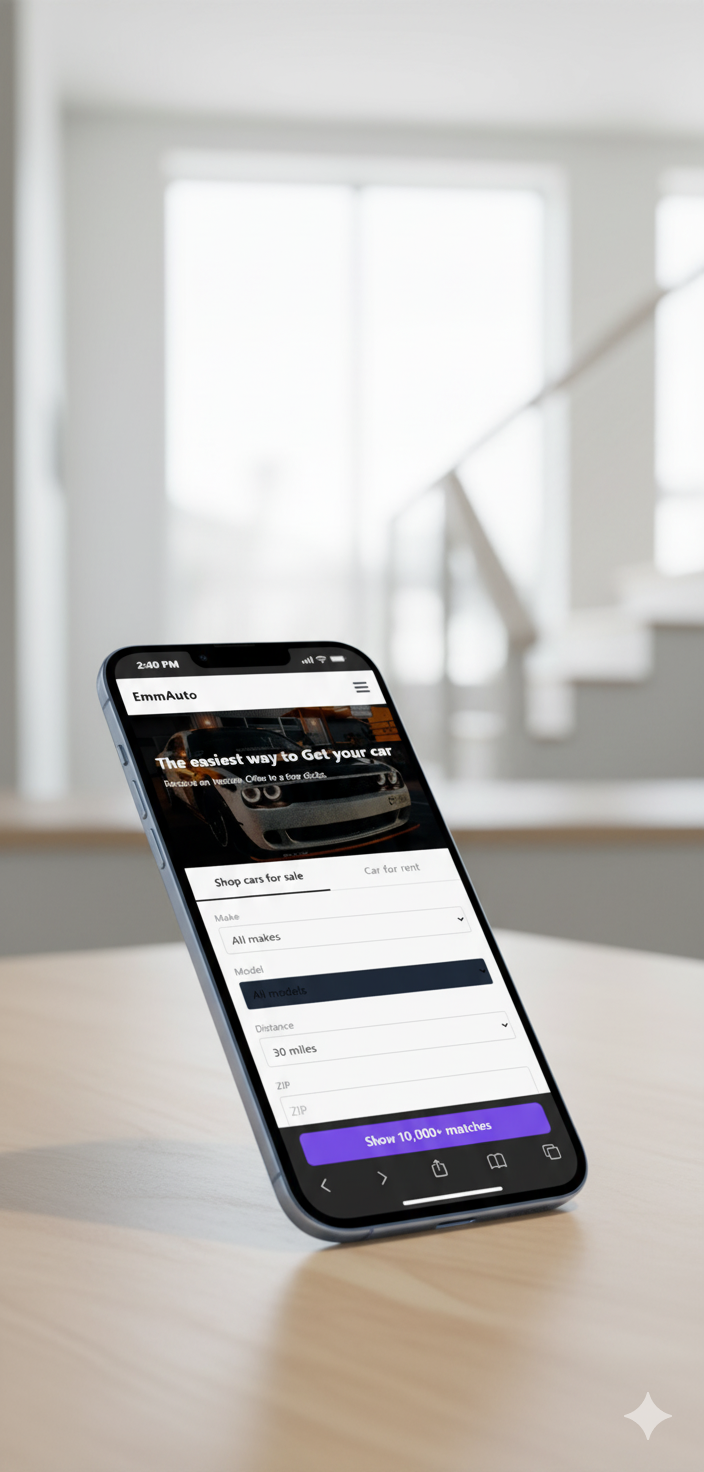 2:40 PM
EmmAuto
The easiest way to Get your car
Shop cars for sale
Car for rent
Make
All makes
Model
All models
Distance
30 miles
ZIP
ZIP
Show 10,000+ matches